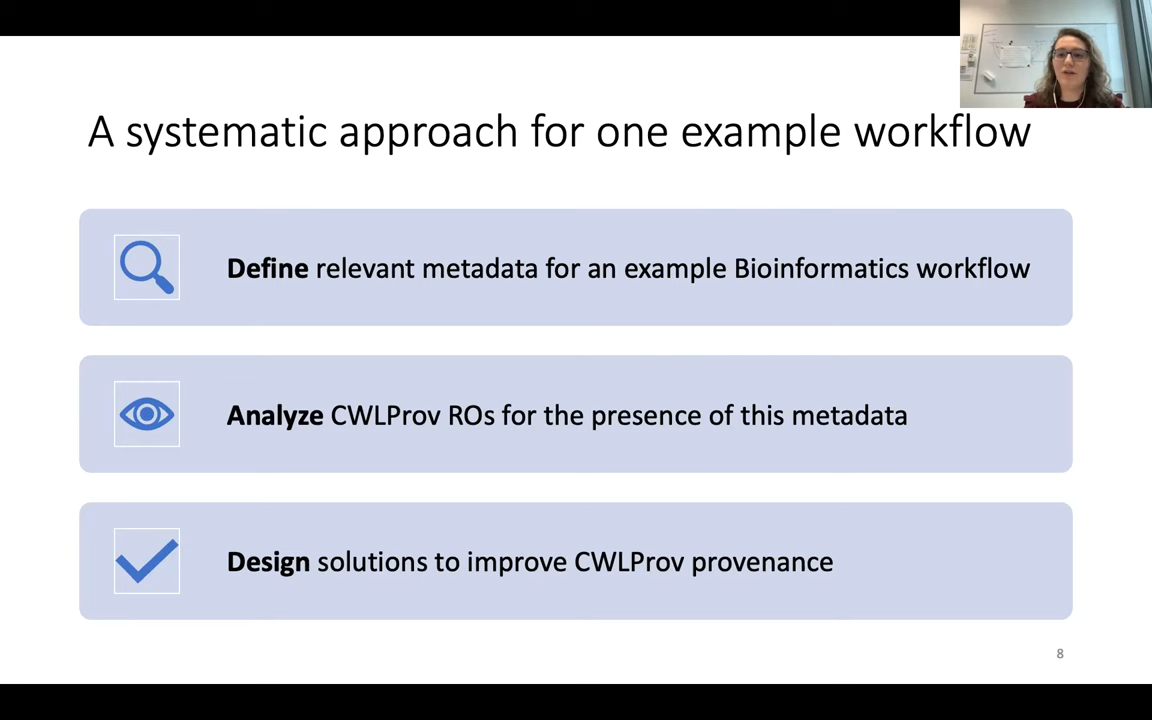 A systematic approach for one example workflow
Define relevant metadata for an example Bioinformatics workflow
Analyze CWLProv ROs for the presence of this metadata
Design solutions to improve CWLProv provenance
8